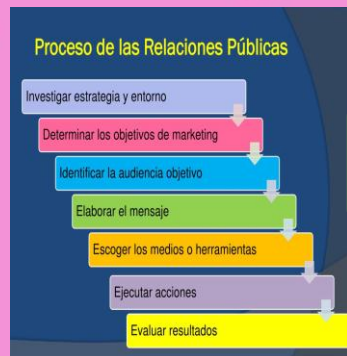 Proceso de las Relaciones Públicas
Investigar estrategia y entorno
Determinar los objetivos de marketing
Identificar la audiencia objetivo
Elaborar el mensaje
Escoger los medios o herramientas
Ejecutar acciones
Evaluar resultados